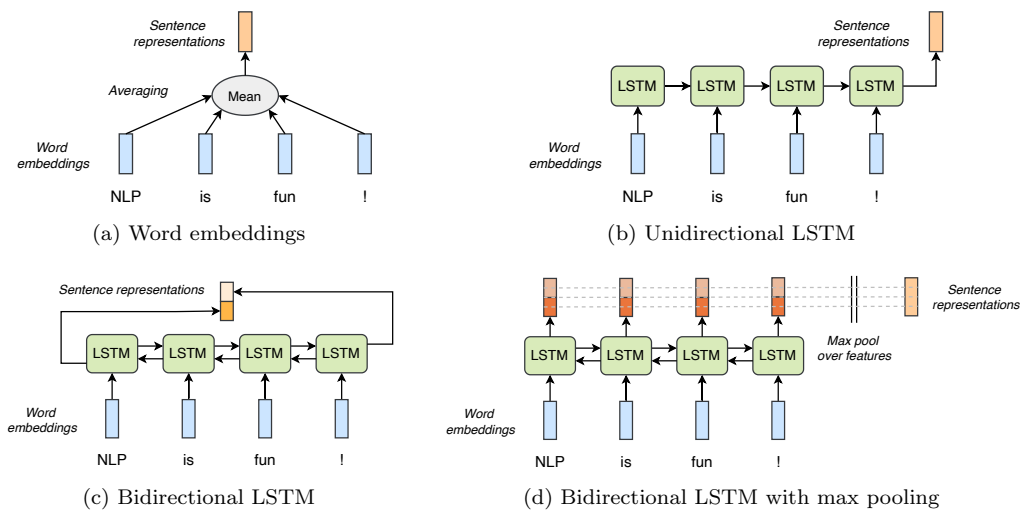 Sentence
representations
Averaging
Mean
Word
embeddings
NLP is fun !
(a) Word embeddings
Sentence
representations
LSTM LSTM LSTM LSTM
Word
embeddings
NLP is fun !
(b) Unidirectional LSTM
Sentence representations
LSTM LSTM LSTM LSTM
Word
embeddings
NLP is fun !
(c) Bidirectional LSTM
Sentence
representations
Max pool
over features
LSTM LSTM LSTM LSTM
Word
embeddings
NLP is fun !
(d) Bidirectional LSTM with max pooling